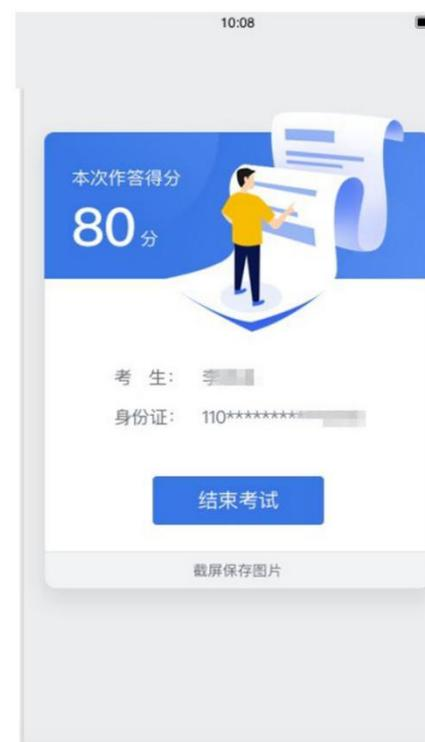 10:08
本次作答得分
80分
考 生: 李
身份证: 110*********
结束考试
截屏保存图片